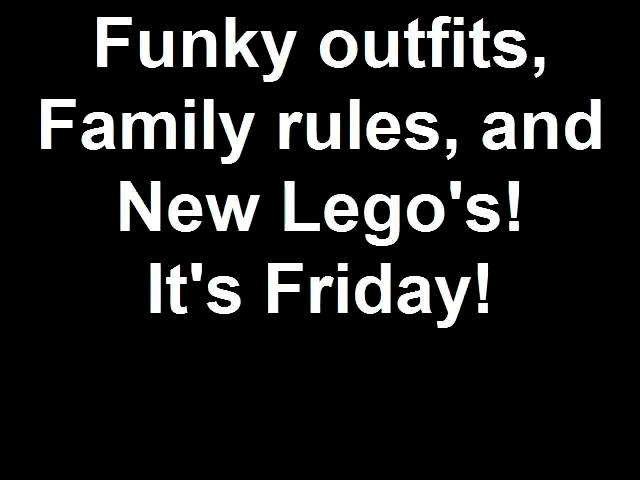 Funky outfits,
Family rules, and
New Lego's!
It's Friday!